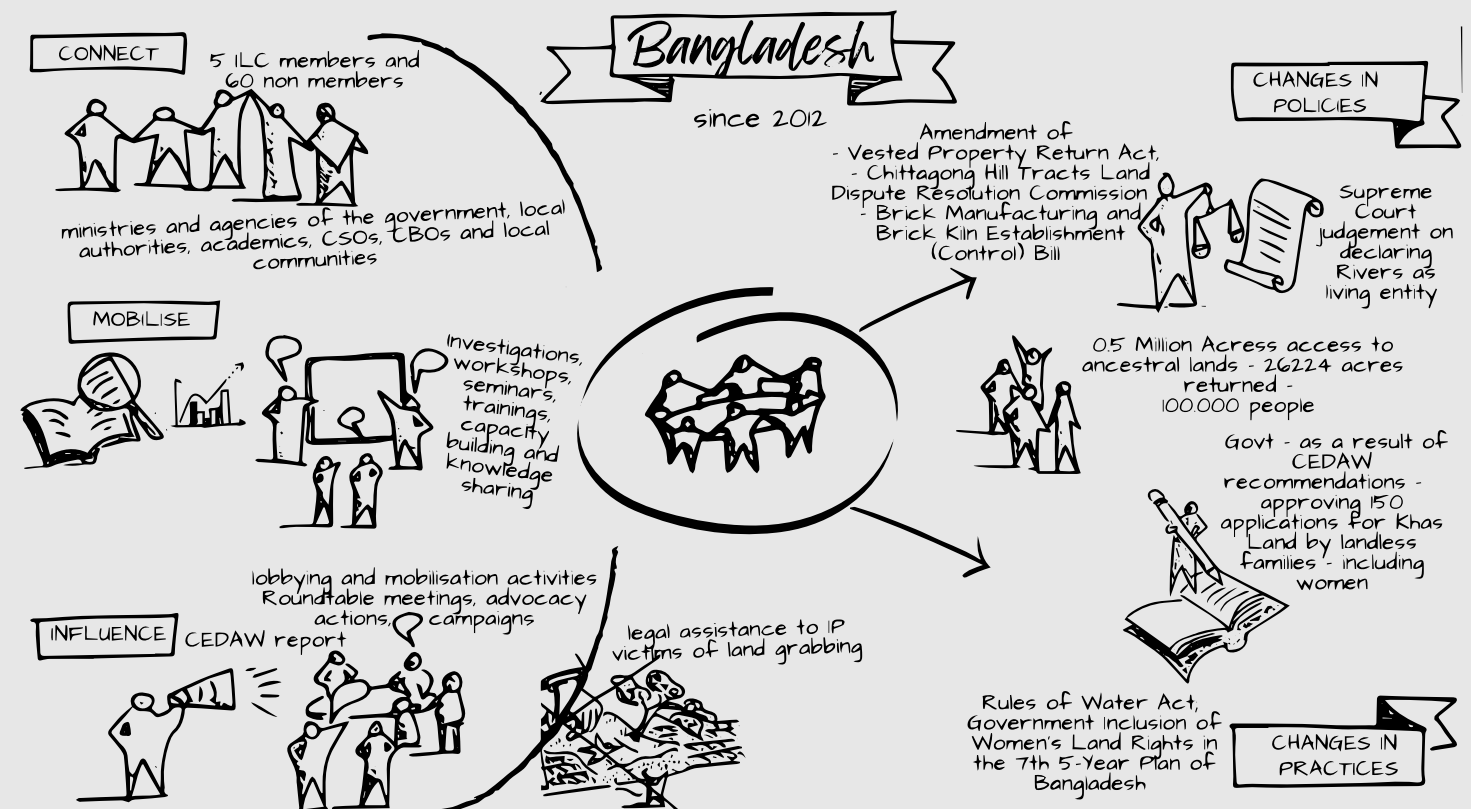 Bangladesh
since 2012
CONNECT
5 ILC members and
60 non members
ministries and agencies of the government, local
authorities, academics, CSOs, CBOs and local
communities
MOBILISE
Investigations,
workshops,
seminars,
trainings,
capacity
building and
knowledge
sharing
INFLUENCE
lobbying and mobilisation activities
Roundtable meetings, advocacy
actions, campaigns
CEDAW report
legal assistance to IP
victims of land grabbing
CHANGES IN
POLICIES
Amendment of
- Vested Property Return Act,
- Chittagong Hill Tracts Land
Dispute Resolution Commission
- Brick Manufacturing and
Brick Kiln Establishment
(Control) Bill
Supreme
Court
judgement on
declaring
Rivers as
living entity
0.5 Million Acress access to
ancestral lands - 26224 acres
returned -
100.000 people
Govt - as a result of
CEDAW
recommendations -
approving 150
applications for Khas
Land by landless
families - including
women
Rules of Water Act,
Government Inclusion of
Women's Land Rights in
the 7th 5-Year Plan of
Bangladesh
CHANGES IN
PRACTICES